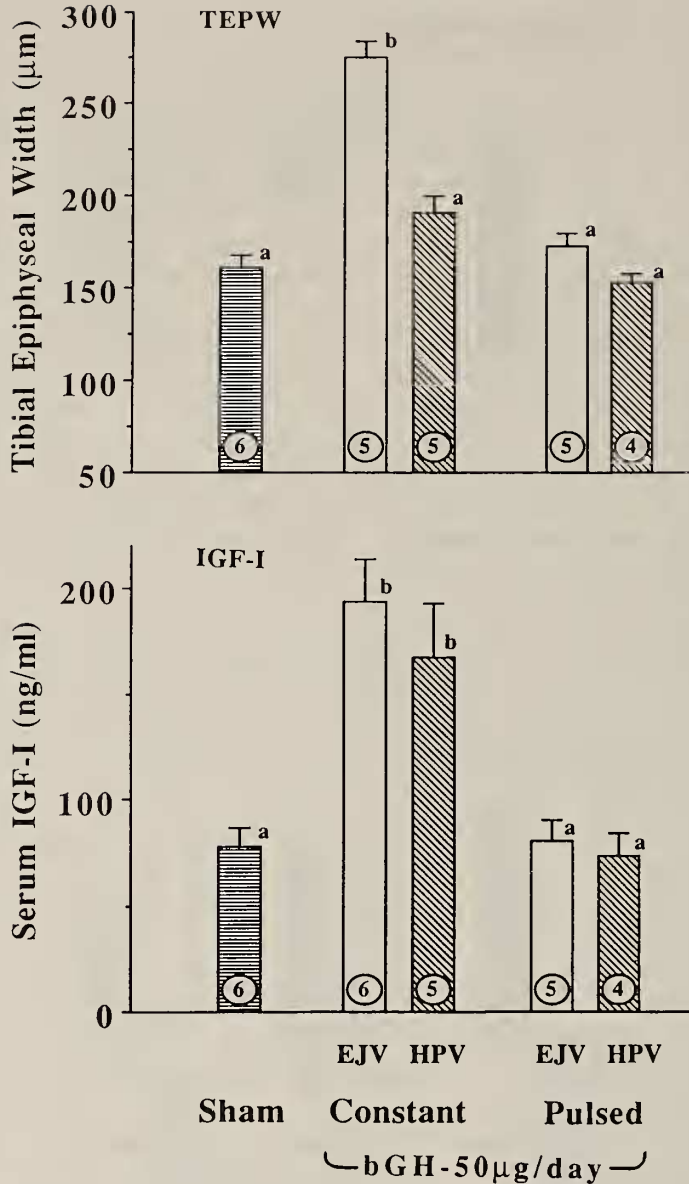 TEPW
Tibial Epiphyseal Width (μm)
300
250
200
150
100
50
a
b
a
a
a
6
5
5
5
4
IGF-I
Serum IGF-I (ng/ml)
200
100
0
a
b
b
a
a
6
6
5
5
4
EJV HPV EJV HPV
Sham Constant Pulsed
bGH-50μg/day